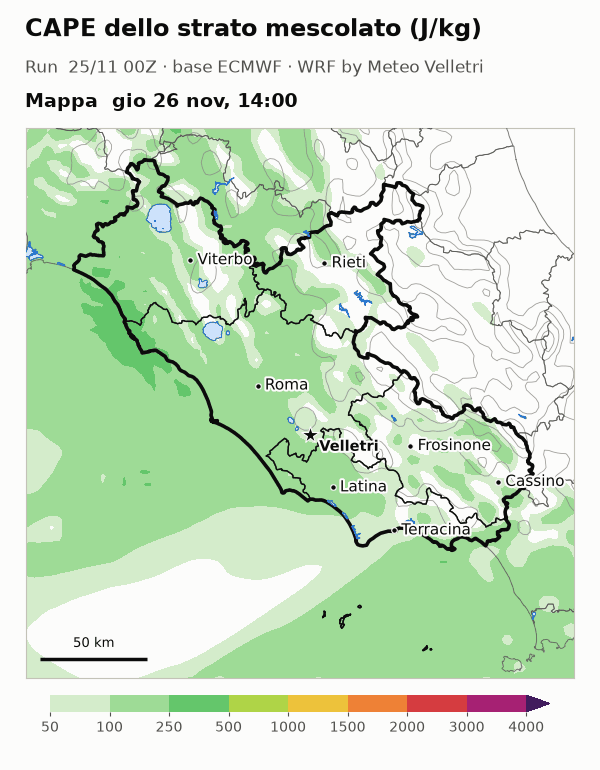 CAPE dello strato mescolato (J/kg)
Run  25/11 00Z · base ECMWF · WRF by Meteo Velletri
Mappa  gio 26 nov, 14:00
Viterbo
Rieti
Roma
Velletri
Frosinone
Cassino
Latina
Terracina
50 km
50 100 250 500 1000 1500 2000 3000 4000